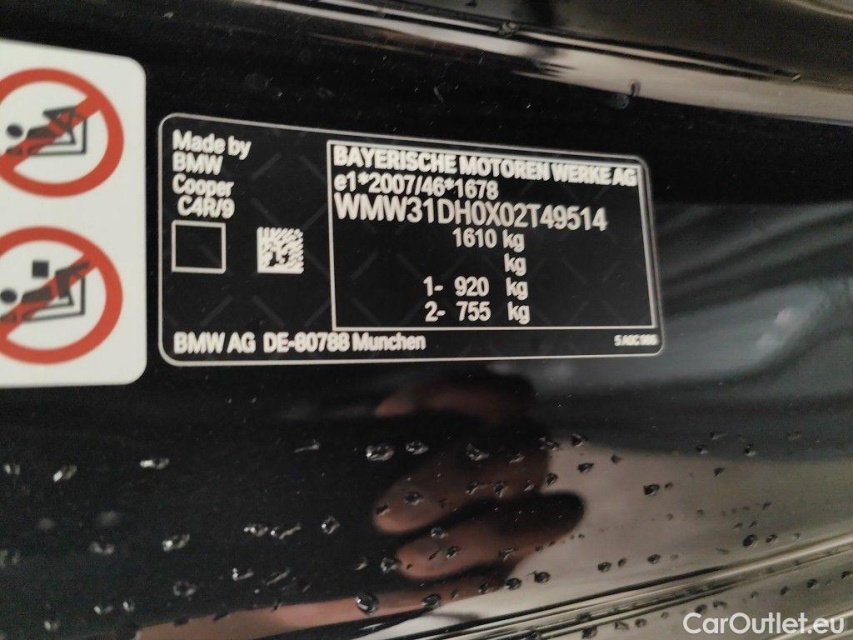 Made by
BMW
Cooper
C4R/9
BAYERISCHE MOTOREN WERKE AG
e1*2007/46*1678
WMW31DH0X02T49514
1610 kg
kg
1- 920 kg
2- 755 kg
BMW AG DE-80788 Munchen
CarOutlet.eu